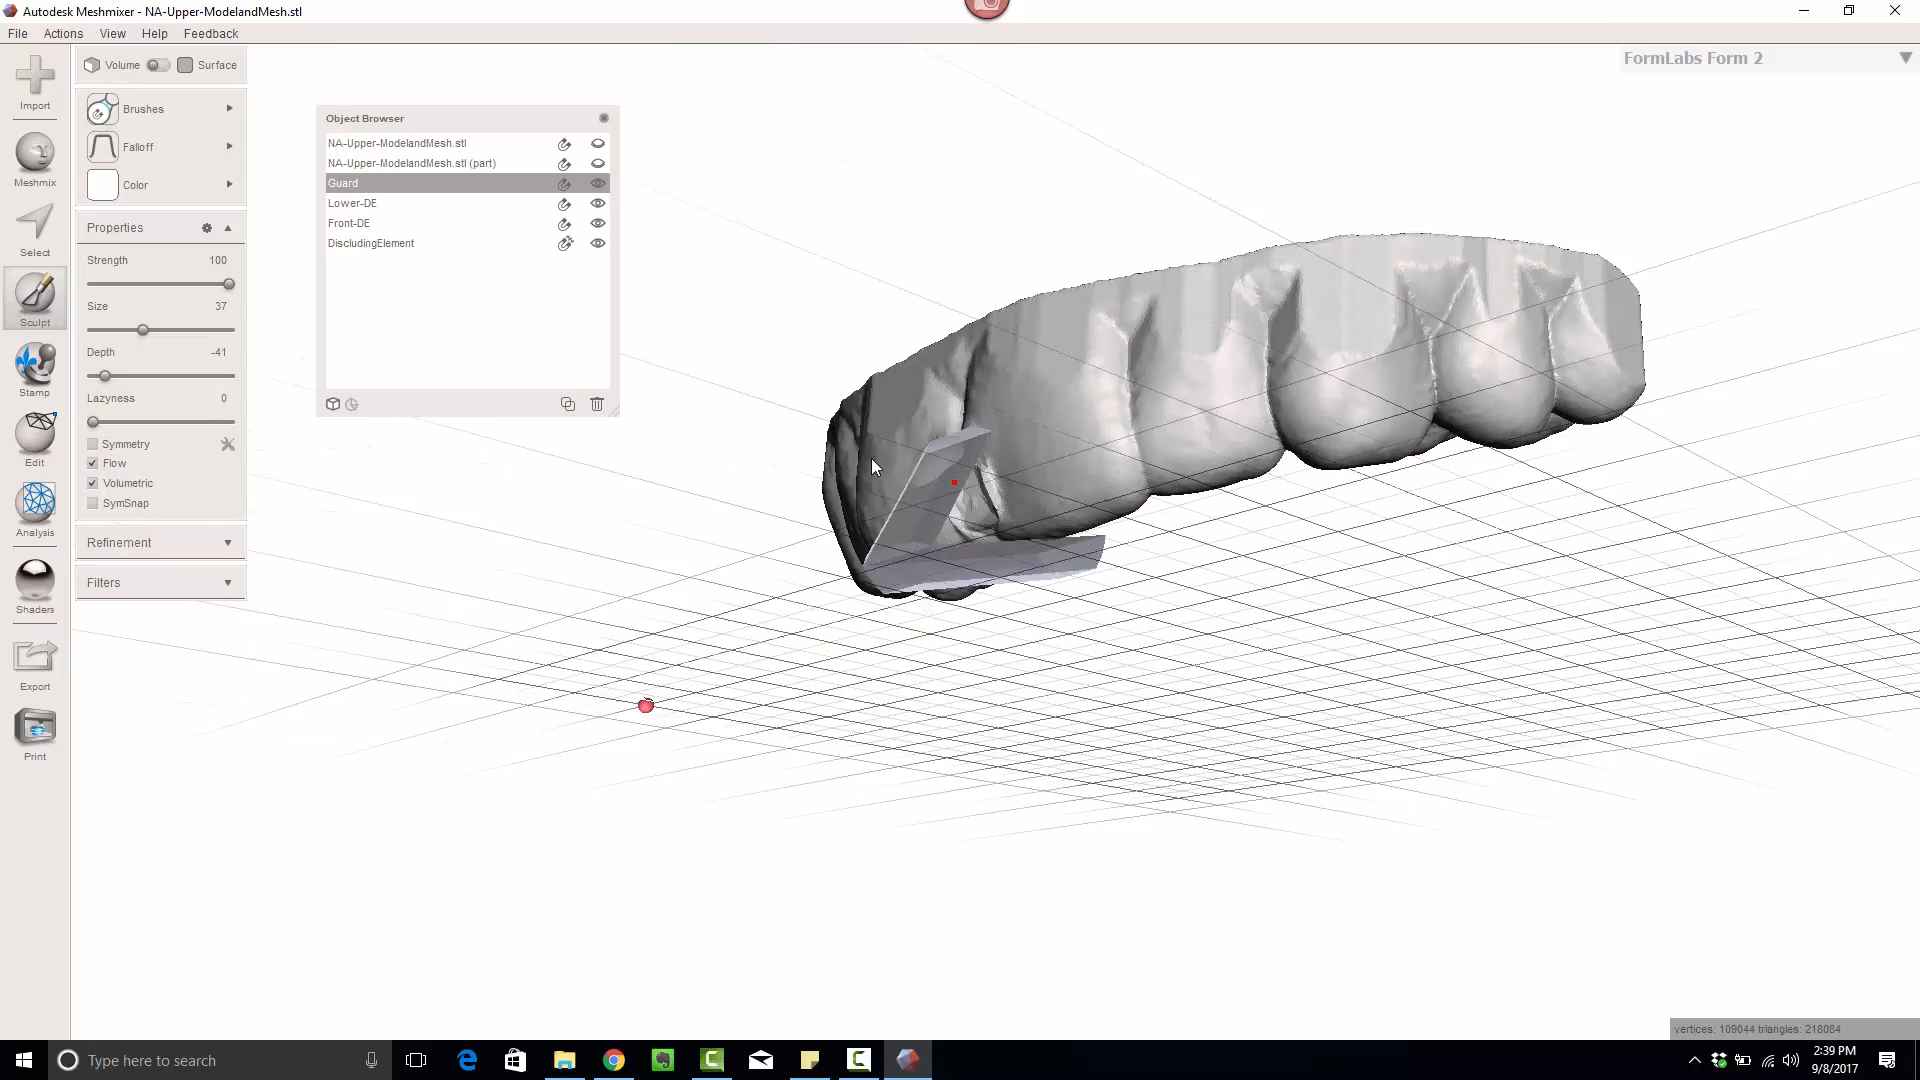 Autodesk Meshmixer - NA-Upper-ModelandMesh.stl
File Actions View Help Feedback
FormLabs Form 2
Import
Meshmix
Select
Sculpt
Stamp
Edit
Analysis
Shaders
Export
Print
Volume Surface
Brushes
Falloff
Color
Properties
Strength 100
Size 37
Depth -41
Lazyness 0
Symmetry
Flow
Volumetric
SymSnap
Refinement
Filters
Object Browser
NA-Upper-ModelandMesh.stl
NA-Upper-ModelandMesh.stl (part)
Guard
Lower-DE
Front-DE
DiscludingElement
vertices: 109044 triangles: 218084
Type here to search
2:39 PM
9/8/2017